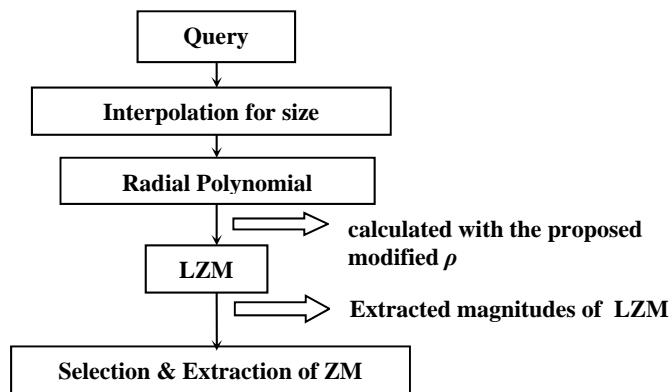 Query
Interpolation for size
Radial Polynomial
calculated with the proposed
modified ρ
LZM
Extracted magnitudes of LZM
Selection & Extraction of ZM